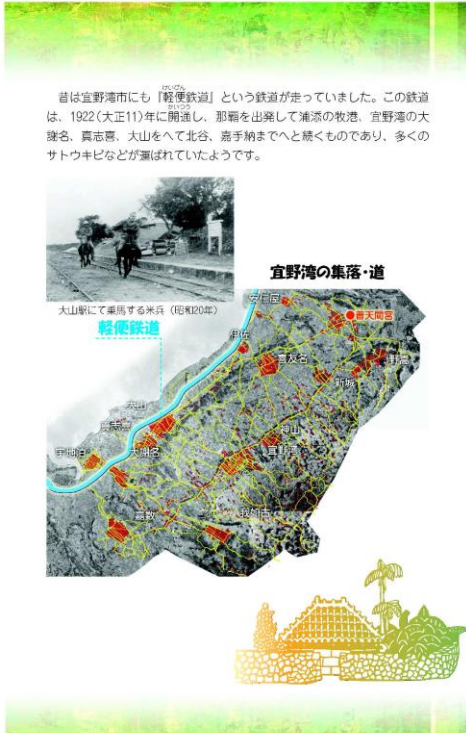 昔は宜野湾市にも『軽便鉄道』という鉄道が走っていました。この鉄道
は、1922(大正11)年に開通し、那覇を出発して浦添の牧港、宜野湾の大
謝名、真志喜、大山をへて北谷、嘉手納までへと続くものであり、多くの
サトウキビなどが運ばれていたようです。
けいびん
かいつう
大山駅にて乗馬する米兵（昭和20年）
宜野湾の集落・道
軽便鉄道
安仁屋
普天間宮
伊佐
喜友名
野嵩
新城
大山
真志喜
神山
宇地泊
大謝名
宜野湾
嘉数
我如古